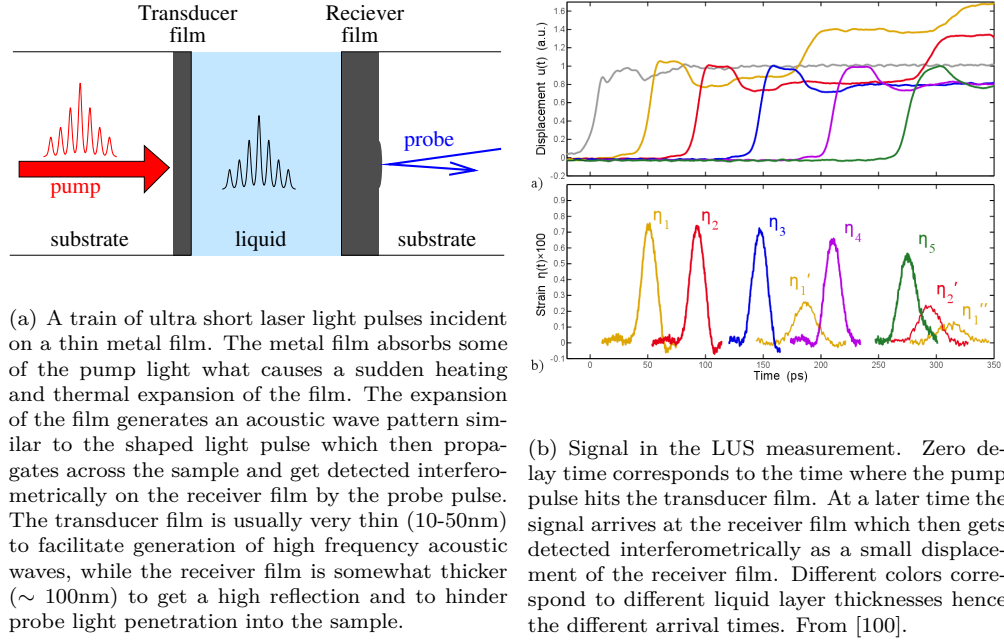 Transducer
film
Reciever
film
pump
probe
substrate
liquid
substrate
(a) A train of ultra short laser light pulses incident
on a thin metal film. The metal film absorbs some
of the pump light what causes a sudden heating
and thermal expansion of the film. The expansion
of the film generates an acoustic wave pattern sim-
ilar to the shaped light pulse which then propa-
gates across the sample and get detected interfero-
metrically on the receiver film by the probe pulse.
The transducer film is usually very thin (10-50nm)
to facilitate generation of high frequency acoustic
waves, while the receiver film is somewhat thicker
(∼ 100nm) to get a high reflection and to hinder
probe light penetration into the sample.
Displacement u(t) (a.u.)
1.6
1.4
1.2
1
0.8
0.6
0.4
0.2
0
-0.2
a)
0 50 100 150 200 250 300 350
Strain η(t)×100
0.9
0.8
0.7
0.6
0.5
0.4
0.3
0.2
0.1
0
-0.1
b)
η1
η2
η3
η1'
η4
η5
η2'
η1''
0 50 100 150 200 250 300 350
Time (ps)
(b) Signal in the LUS measurement. Zero de-
lay time corresponds to the time where the pump
pulse hits the transducer film. At a later time the
signal arrives at the receiver film which then gets
detected interferometrically as a small displace-
ment of the receiver film. Different colors corre-
spond to different liquid layer thicknesses hence
the different arrival times. From [100].